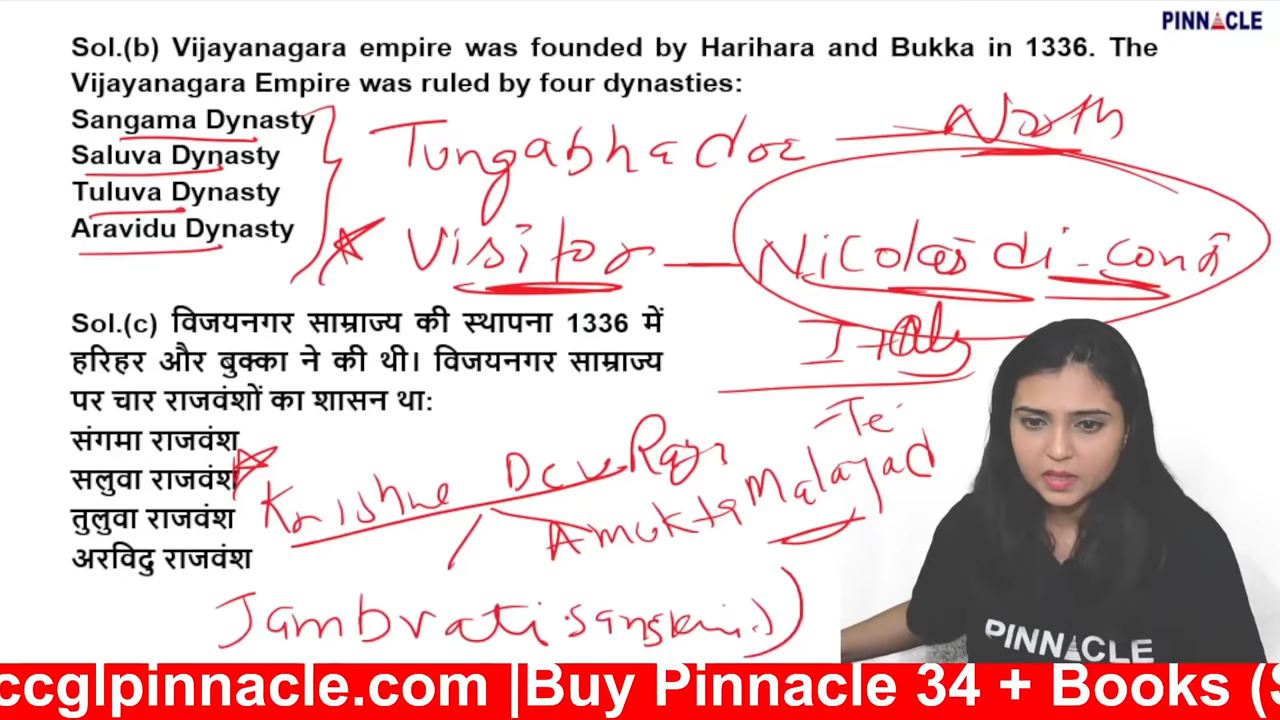 PINNACLE
Sol.(b) Vijayanagara empire was founded by Harihara and Bukka in 1336. The
Vijayanagara Empire was ruled by four dynasties:
Sangama Dynasty
Saluva Dynasty
Tuluva Dynasty
Aravidu Dynasty
Tungabhadra
North
Visitor
Nicolas di conti
Italy
Sol.(c) विजयनगर साम्राज्य की स्थापना 1336 में
हरिहर और बुक्का ने की थी। विजयनगर साम्राज्य
पर चार राजवंशों का शासन था:
संगमा राजवंश
सलुवा राजवंश
तुलुवा राजवंश
अरविदु राजवंश
Krishna Deva Raya
-Te
Amukta Malayad
Jambvati
PINNACLE
ccglpinnacle.com |Buy Pinnacle 34 + Books (S